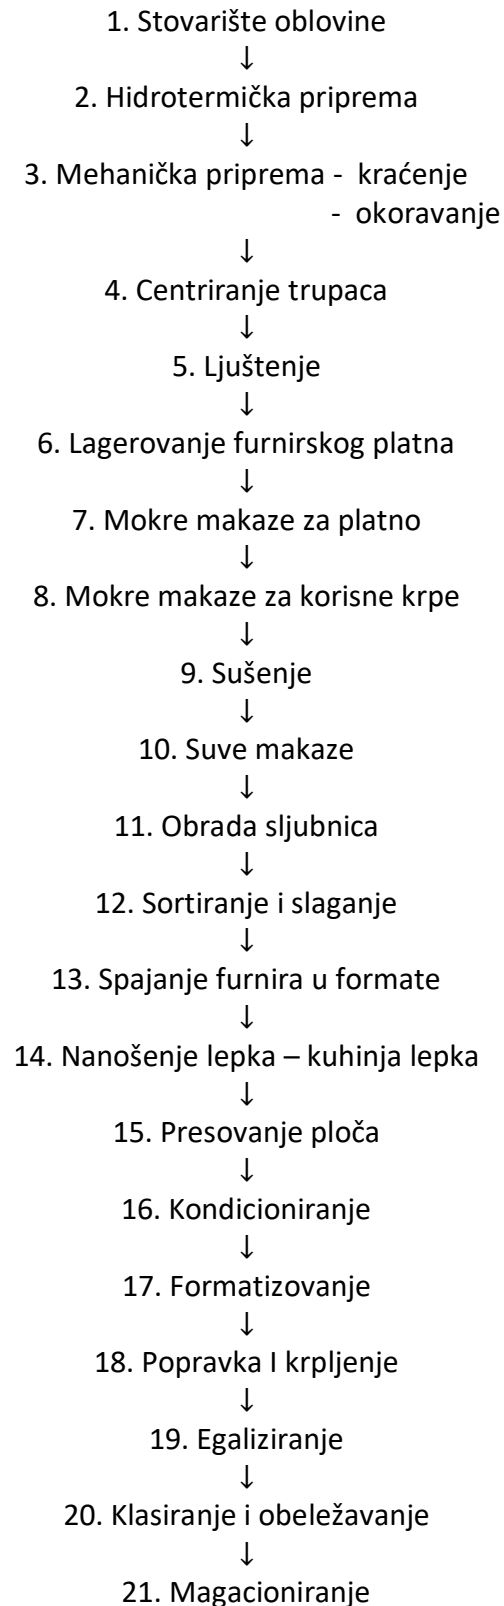 1. Stovarište oblovine
↓
2. Hidrotermička priprema
↓
3. Mehanička priprema - kraćenje
- okoravanje
↓
4. Centriranje trupaca
↓
5. Ljuštenje
↓
6. Lagerovanje furnirskog platna
↓
7. Mokre makaze za platno
↓
8. Mokre makaze za korisne krpe
↓
9. Sušenje
↓
10. Suve makaze
↓
11. Obrada sljubnica
↓
12. Sortiranje i slaganje
↓
13. Spajanje furnira u formate
↓
14. Nanošenje lepka – kuhinja lepka
↓
15. Presovanje ploča
↓
16. Kondicioniranje
↓
17. Formatizovanje
↓
18. Popravka I krpljenje
↓
19. Egaliziranje
↓
20. Klasiranje i obeležavanje
↓
21. Magacioniranje